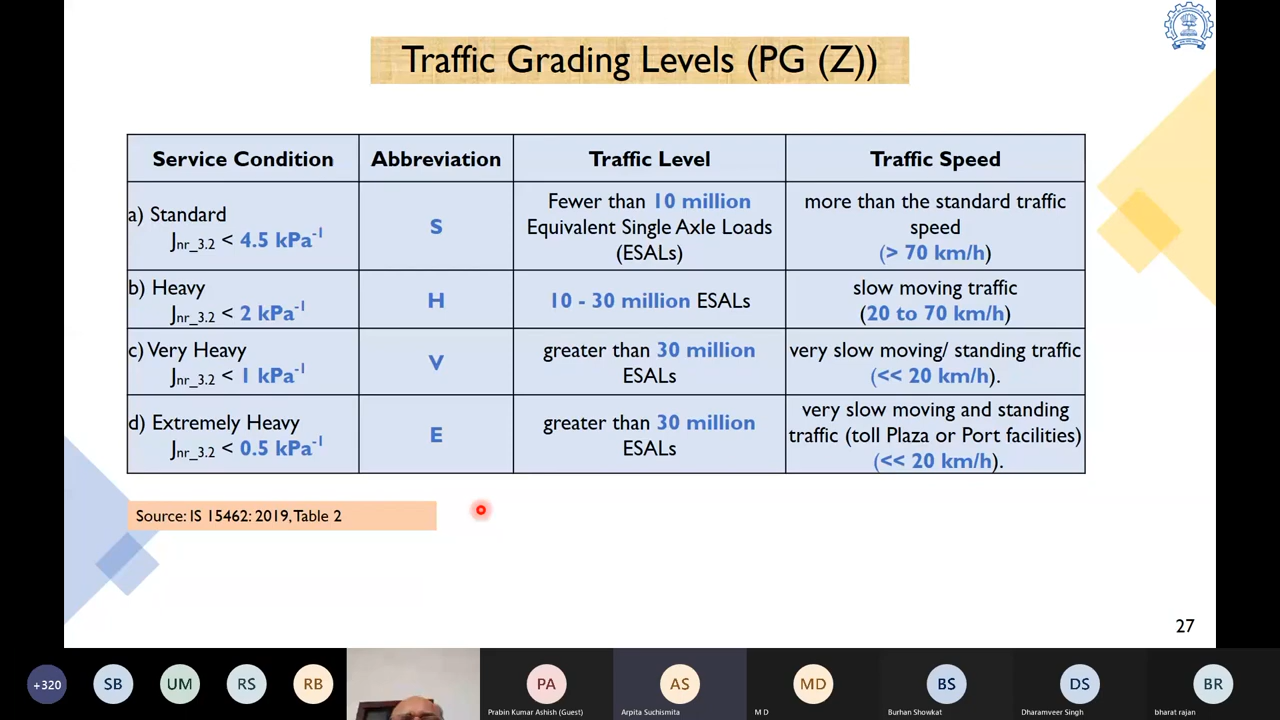 Traffic Grading Levels (PG (Z))
Service Condition
Abbreviation
Traffic Level
Traffic Speed
a) Standard
Jnr_3.2 < 4.5 kPa-1
S
Fewer than 10 million
Equivalent Single Axle Loads
(ESALs)
more than the standard traffic
speed
(> 70 km/h)
b) Heavy
Jnr_3.2 < 2 kPa-1
H
10 - 30 million ESALs
slow moving traffic
(20 to 70 km/h)
c) Very Heavy
Jnr_3.2 < 1 kPa-1
V
greater than 30 million
ESALs
very slow moving/ standing traffic
(<< 20 km/h).
d) Extremely Heavy
Jnr_3.2 < 0.5 kPa-1
E
greater than 30 million
ESALs
very slow moving and standing
traffic (toll Plaza or Port facilities)
(<< 20 km/h).
Source: IS 15462: 2019, Table 2
27
+320
SB
UM
RS
RB
PA
Prabin Kumar Ashish (Guest)
AS
Arpita Suchismita
MD
M D
BS
Burhan Showkat
DS
Dharamveer Singh
BR
bharat rajan